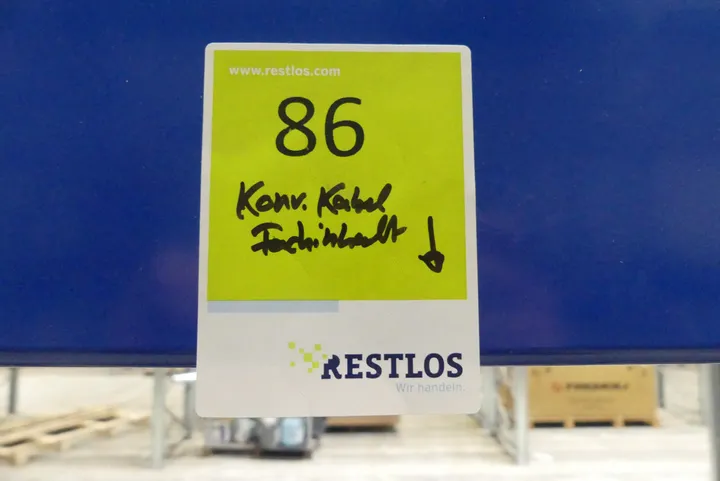 www.restlos.com
86
Konv. Kabel
Fachinhalt
RESTLOS
Wir handeln.